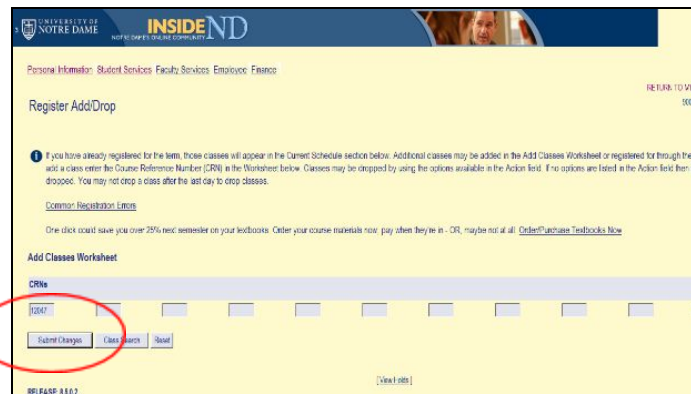 UNIVERSITY OF
NOTRE DAME
INSIDE ND
NOTRE DAME'S ONLINE COMMUNITY
Personal Information Student Services Faculty Services Employee Finance
RETURN TO
Register Add/Drop
If you have already registered for the term, those classes will appear in the Current Schedule section below. Additional classes may be added in the Add Classes Worksheet or registered for through the
add a class enter the Course Reference Number (CRN) in the Worksheet below. Classes may be dropped by using the options available in the Action field. If no options are listed in the Action field then
dropped. You may not drop a class after the last day to drop classes.
Common Registration Errors
One click could save you over 25% next semester on your textbooks. Order your course materials now, pay when they're in - OR, maybe not at all. Order/Purchase Textbooks Now
Add Classes Worksheet
CRNs
12047
Submit Changes Class Search Reset
[ View Holds ]
RELEASE: 8.5.0.2